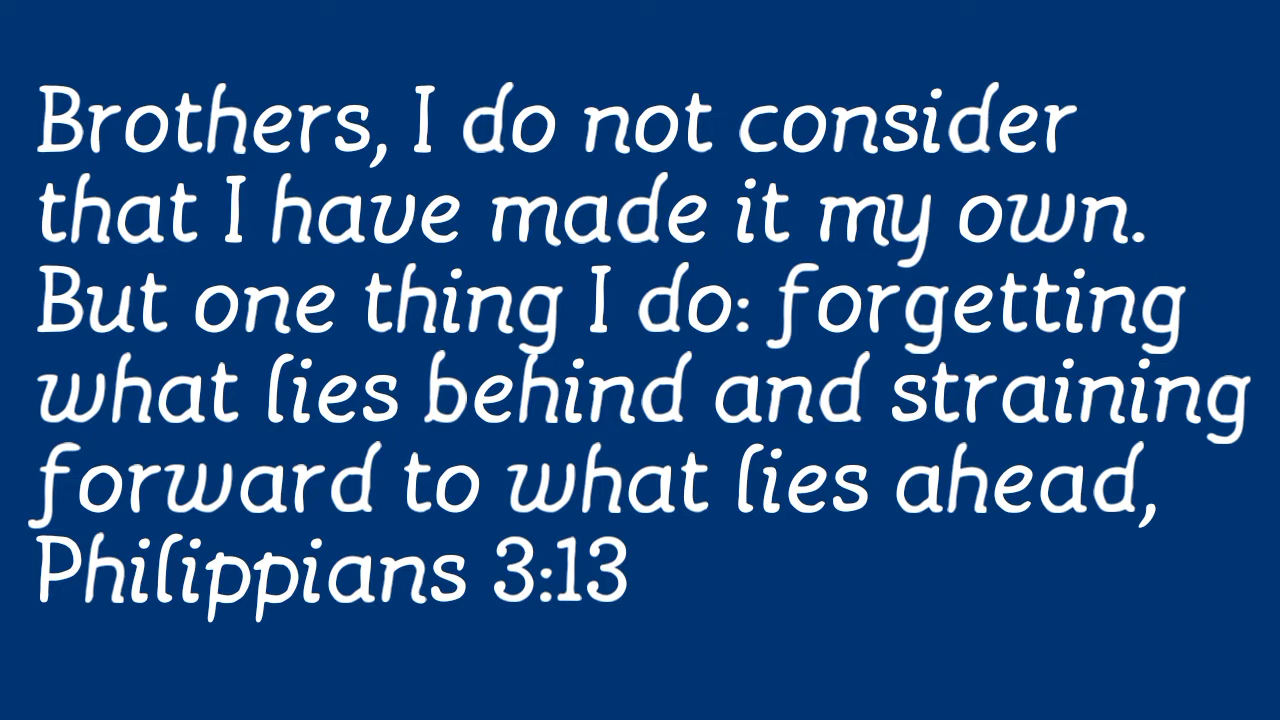 Brothers, I do not consider
that I have made it my own.
But one thing I do: forgetting
what lies behind and straining
forward to what lies ahead,
Philippians 3:13